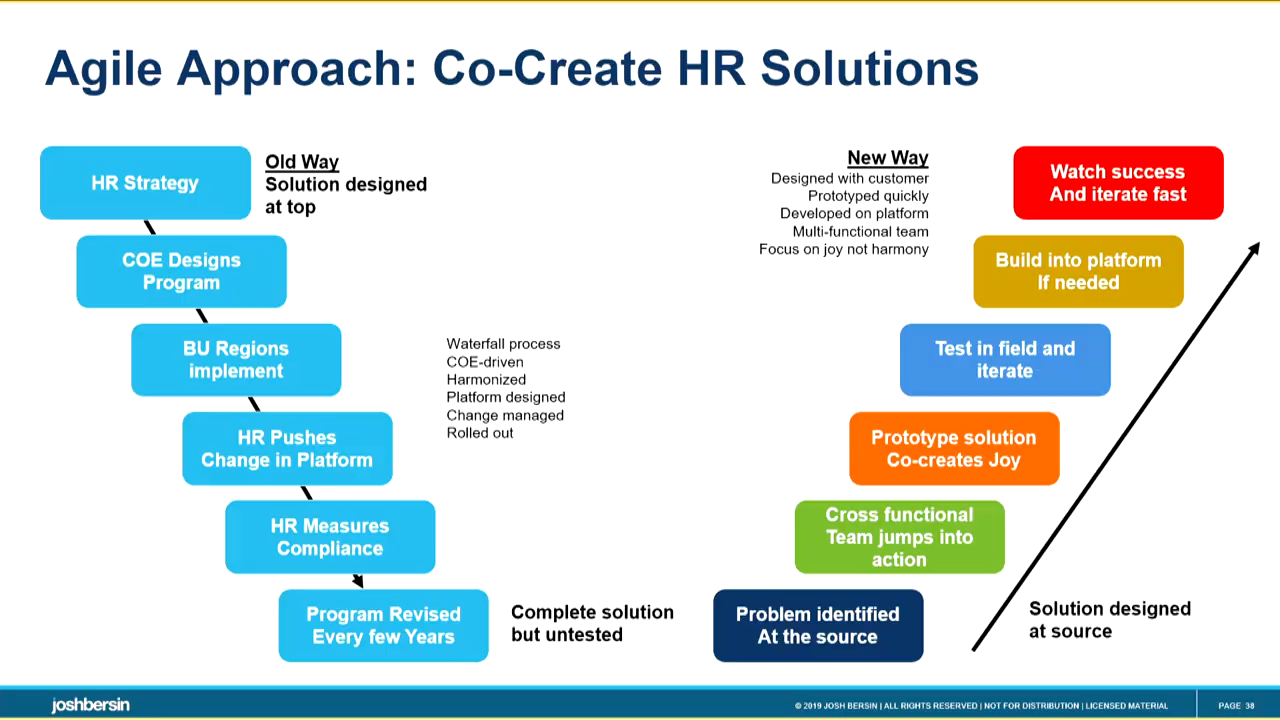 Agile Approach: Co-Create HR Solutions
HR Strategy
Old Way
Solution designed
at top
COE Designs
Program
BU Regions
implement
HR Pushes
Change in Platform
HR Measures
Compliance
Program Revised
Every few Years
Waterfall process
COE-driven
Harmonized
Platform designed
Change managed
Rolled out
Complete solution
but untested
New Way
Designed with customer
Prototyped quickly
Developed on platform
Multi-functional team
Focus on joy not harmony
Watch success
And iterate fast
Build into platform
If needed
Test in field and
iterate
Prototype solution
Co-creates Joy
Cross functional
Team jumps into
action
Problem identified
At the source
Solution designed
at source
joshbersin
© 2019 JOSH BERSIN | ALL RIGHTS RESERVED | NOT FOR DISTRIBUTION | LICENSED MATERIAL
PAGE 38